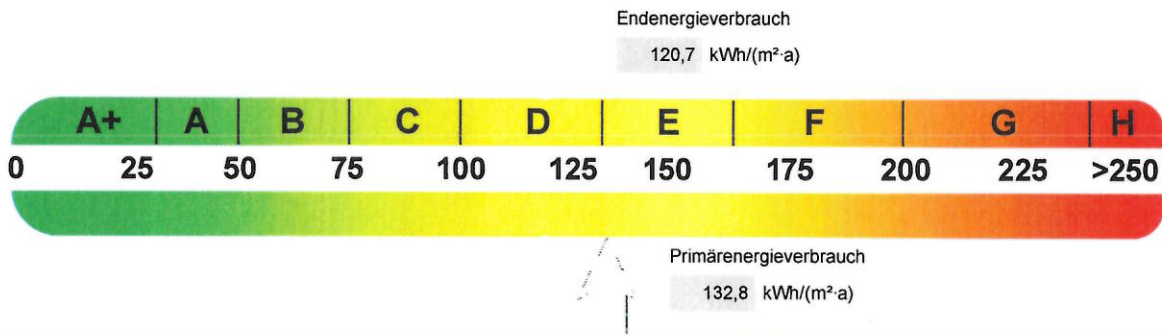 Endenergieverbrauch
120,7 kWh/(m²·a)
A+ A B C D E F G H
0 25 50 75 100 125 150 175 200 225 >250
Primärenergieverbrauch
132,8 kWh/(m²·a)